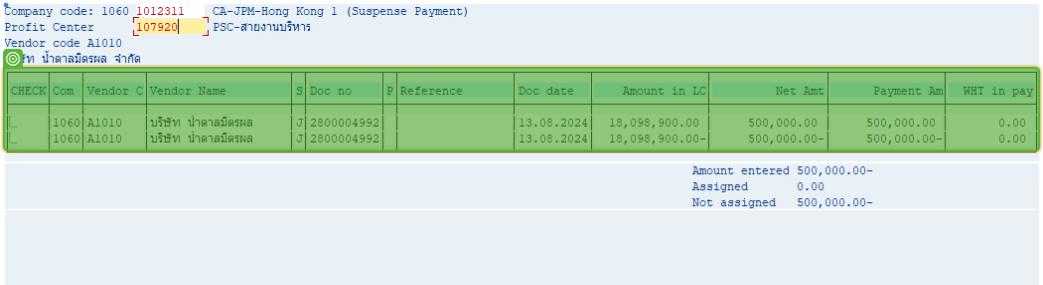 Company code: 1060 1012311 CA-JPM-Hong Kong 1 (Suspense Payment)
Profit Center 107920 PSC-สายงานบริหาร
Vendor code A1010
น้ำตาลมิตรผล จำกัด
CHECK Com Vendor C Vendor Name S Doc no P Reference Doc date Amount in LC Net Amt Payment Am WHT in pay
1060 A1010 บริษัท น้ำตาลมิตรผล J 2800004992 13.08.2024 18,098,900.00 500,000.00 500,000.00 0.00
1060 A1010 บริษัท น้ำตาลมิตรผล J 2800004992 13.08.2024 18,098,900.00- 500,000.00- 500,000.00- 0.00
Amount entered 500,000.00-
Assigned 0.00
Not assigned 500,000.00-